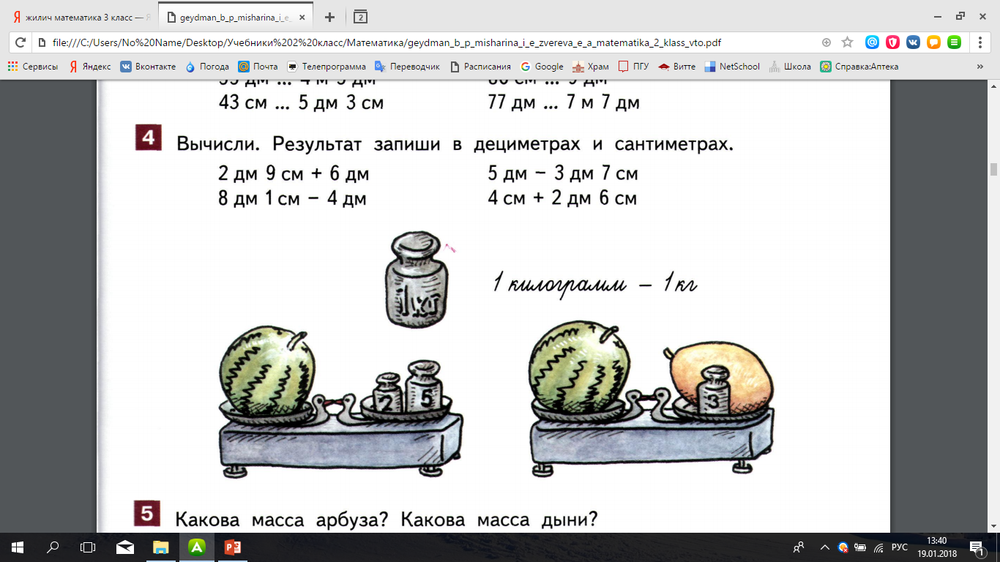 жилич математика 3 класс — Я
geydman_b_p_misharina_i_e_
2
file:///C:/Users/No%20Name/Desktop/Учебники%202%20класс/Математика/geydman_b_p_misharina_i_e_zvereva_e_a_matematika_2_klass_vto.pdf
Сервисы Яндекс Вконтакте Погода Почта Телепрограмма Переводчик Расписания Google Храм ПГУ Витте NetSchool Школа Справка:Аптека »
43 см ... 5 дм 3 см 77 дм ... 7 м 7 дм
4 Вычисли. Результат запиши в дециметрах и сантиметрах.
2 дм 9 см + 6 дм 5 дм − 3 дм 7 см
8 дм 1 см − 4 дм 4 см + 2 дм 6 см
1 кг
1 килограмм – 1 кг
2 5 3
5 Какова масса арбуза? Какова масса дыни?
РУС
13:40
19.01.2018
1